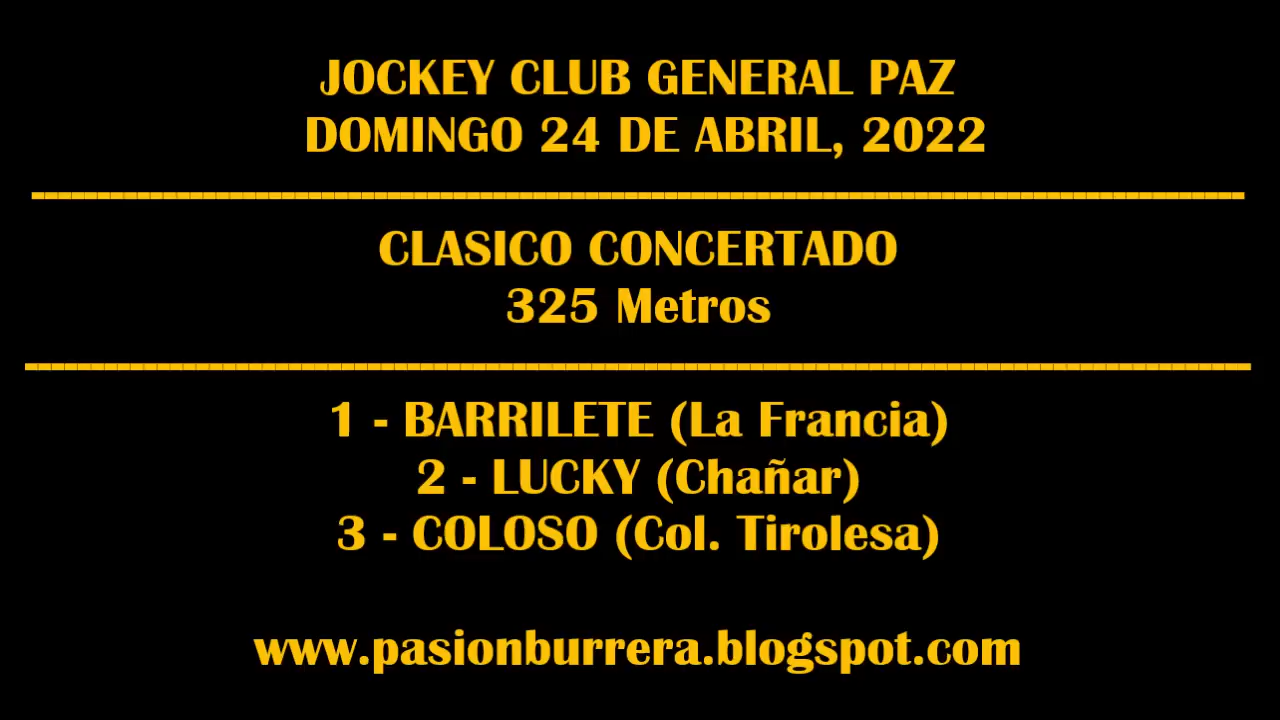 JOCKEY CLUB GENERAL PAZ
DOMINGO 24 DE ABRIL, 2022
CLASICO CONCERTADO
325 Metros
1 - BARRILETE (La Francia)
2 - LUCKY (Chañar)
3 - COLOSO (Col. Tirolesa)
www.pasionburrera.blogspot.com